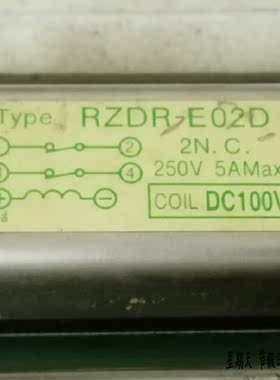 Type RZDR-E02D
② 2N.C.
④ 250V 5AMax
⊕ ⊖ COIL DC100V